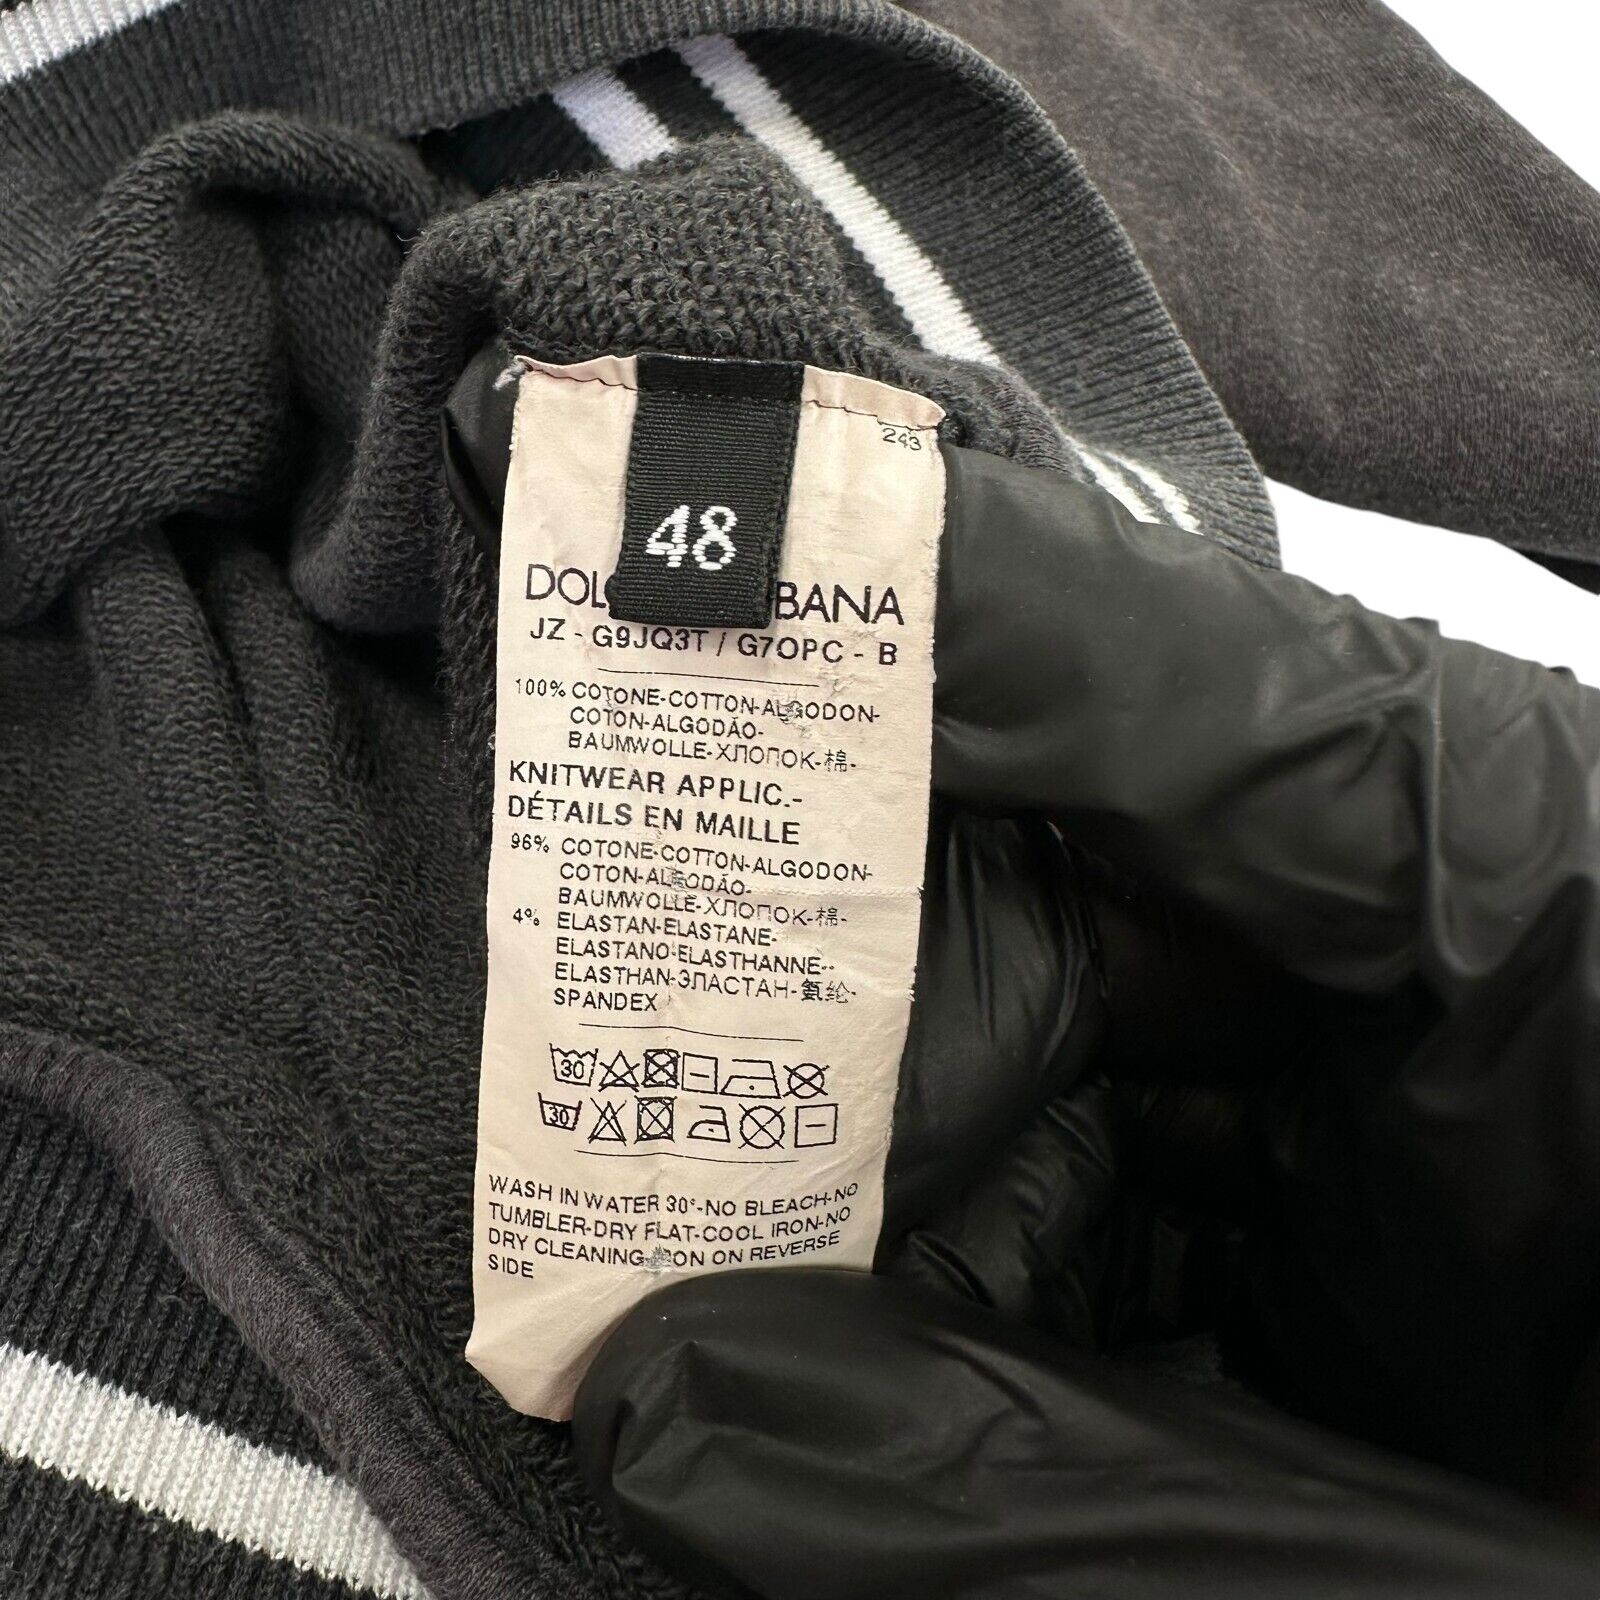 243
48
DOL BANA
JZ - G9JQ3T / G7OPC - B
100% COTONE-COTTON-ALGODON-
COTON-ALGODÃO-
BAUMWOLLE-ХЛОПОК-棉-
KNITWEAR APPLIC.-
DÉTAILS EN MAILLE
96% COTONE-COTTON-ALGODON-
COTON-ALGODÃO-
BAUMWOLLE-ХЛОПОК-棉-
4% ELASTAN-ELASTANE-
ELASTANO-ELASTHANNE-
ELASTHAN-ЭЛАСТАН-氨纶-
SPANDEX
30
30
WASH IN WATER 30°-NO BLEACH-NO
TUMBLER-DRY FLAT-COOL IRON-NO
DRY CLEANING-IRON ON REVERSE
SIDE